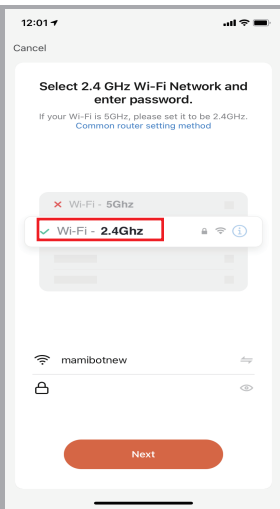 12:01
Cancel
Select 2.4 GHz Wi-Fi Network and
enter password.
If your Wi-Fi is 5GHz, please set it to be 2.4GHz.
Common router setting method
Wi-Fi - 5Ghz
Wi-Fi - 2.4Ghz
mamibotnew
Next